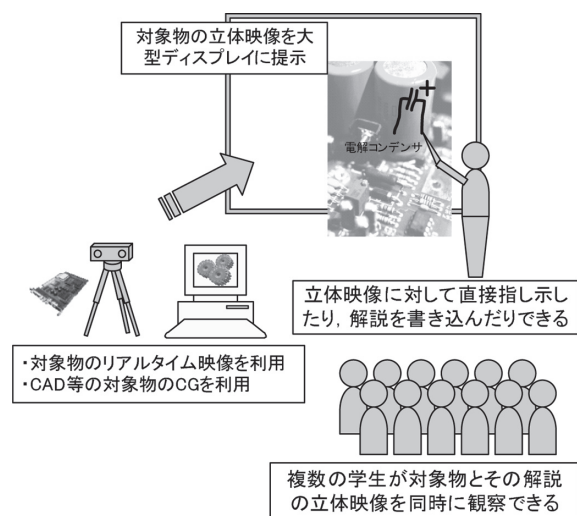 対象物の立体映像を大
型ディスプレイに提示
電解コンデンサ
立体映像に対して直接指し示し
たり，解説を書き込んだりできる
・対象物のリアルタイム映像を利用
・CAD等の対象物のCGを利用
複数の学生が対象物とその解説
の立体映像を同時に観察できる